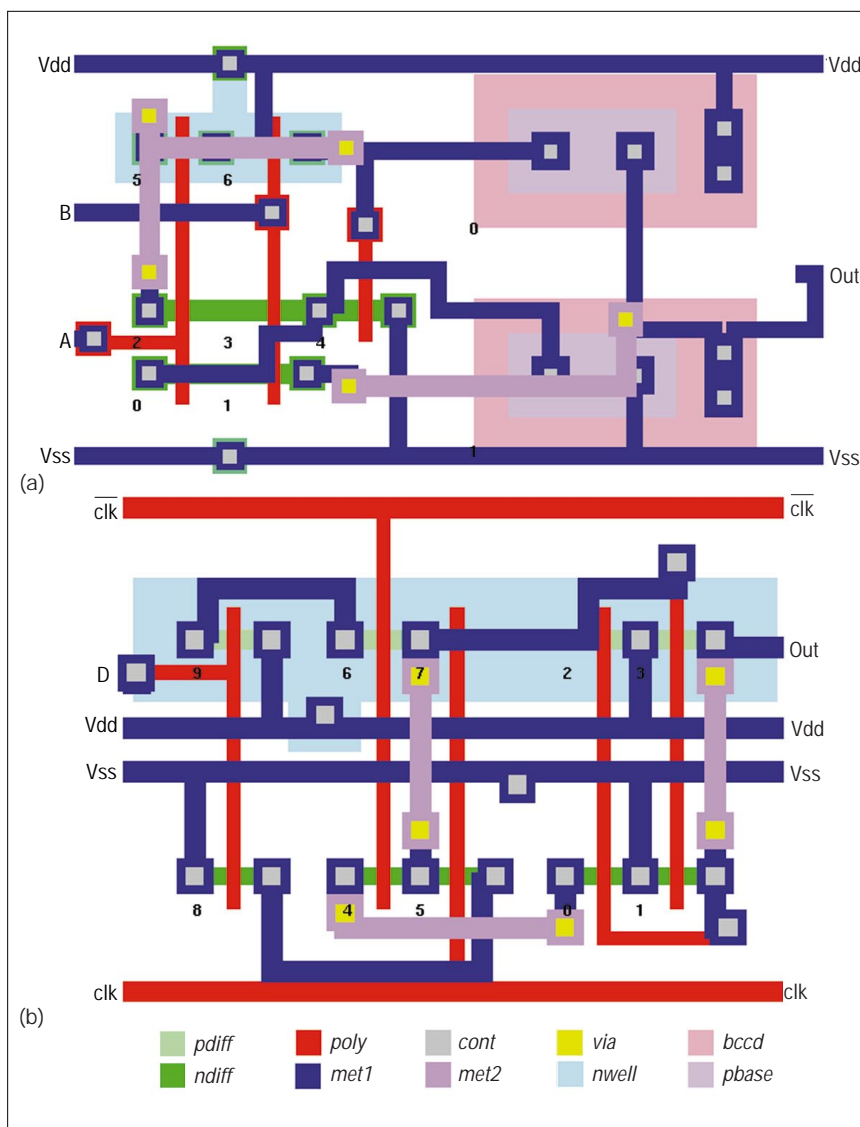 Vdd Vdd
5 6
B
0
Out
A 2 3 4
0 1
Vss 1 Vss
(a)
clk clk
9 6 7 2 3 Out
D
Vdd Vdd
Vss Vss
8 4 5 0 1
clk clk
(b)
pdiff poly cont via bccd
ndiff met1 met2 nwell pbase